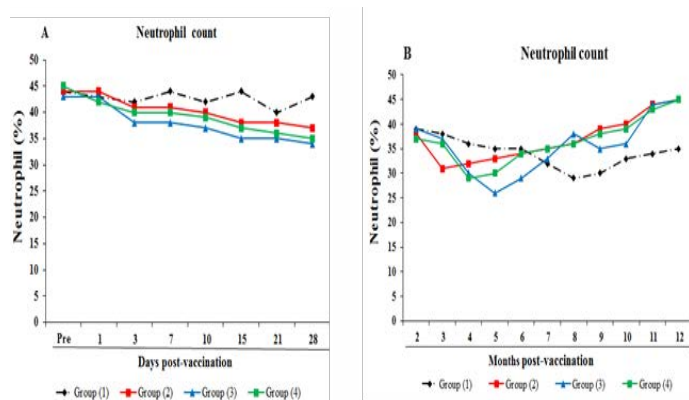 A
Neutrophil count
Neutrophil (%)
50
45
40
35
30
25
20
15
10
5
0
Pre 1 3 7 10 15 21 28
Days post-vaccination
Group (1) Group (2) Group (3) Group (4)
B
Neutrophil count
Neutrophil (%)
50
45
40
35
30
25
20
15
10
5
0
2 3 4 5 6 7 8 9 10 11 12
Months post-vaccination
Group (1) Group (2) Group (3) Group (4)